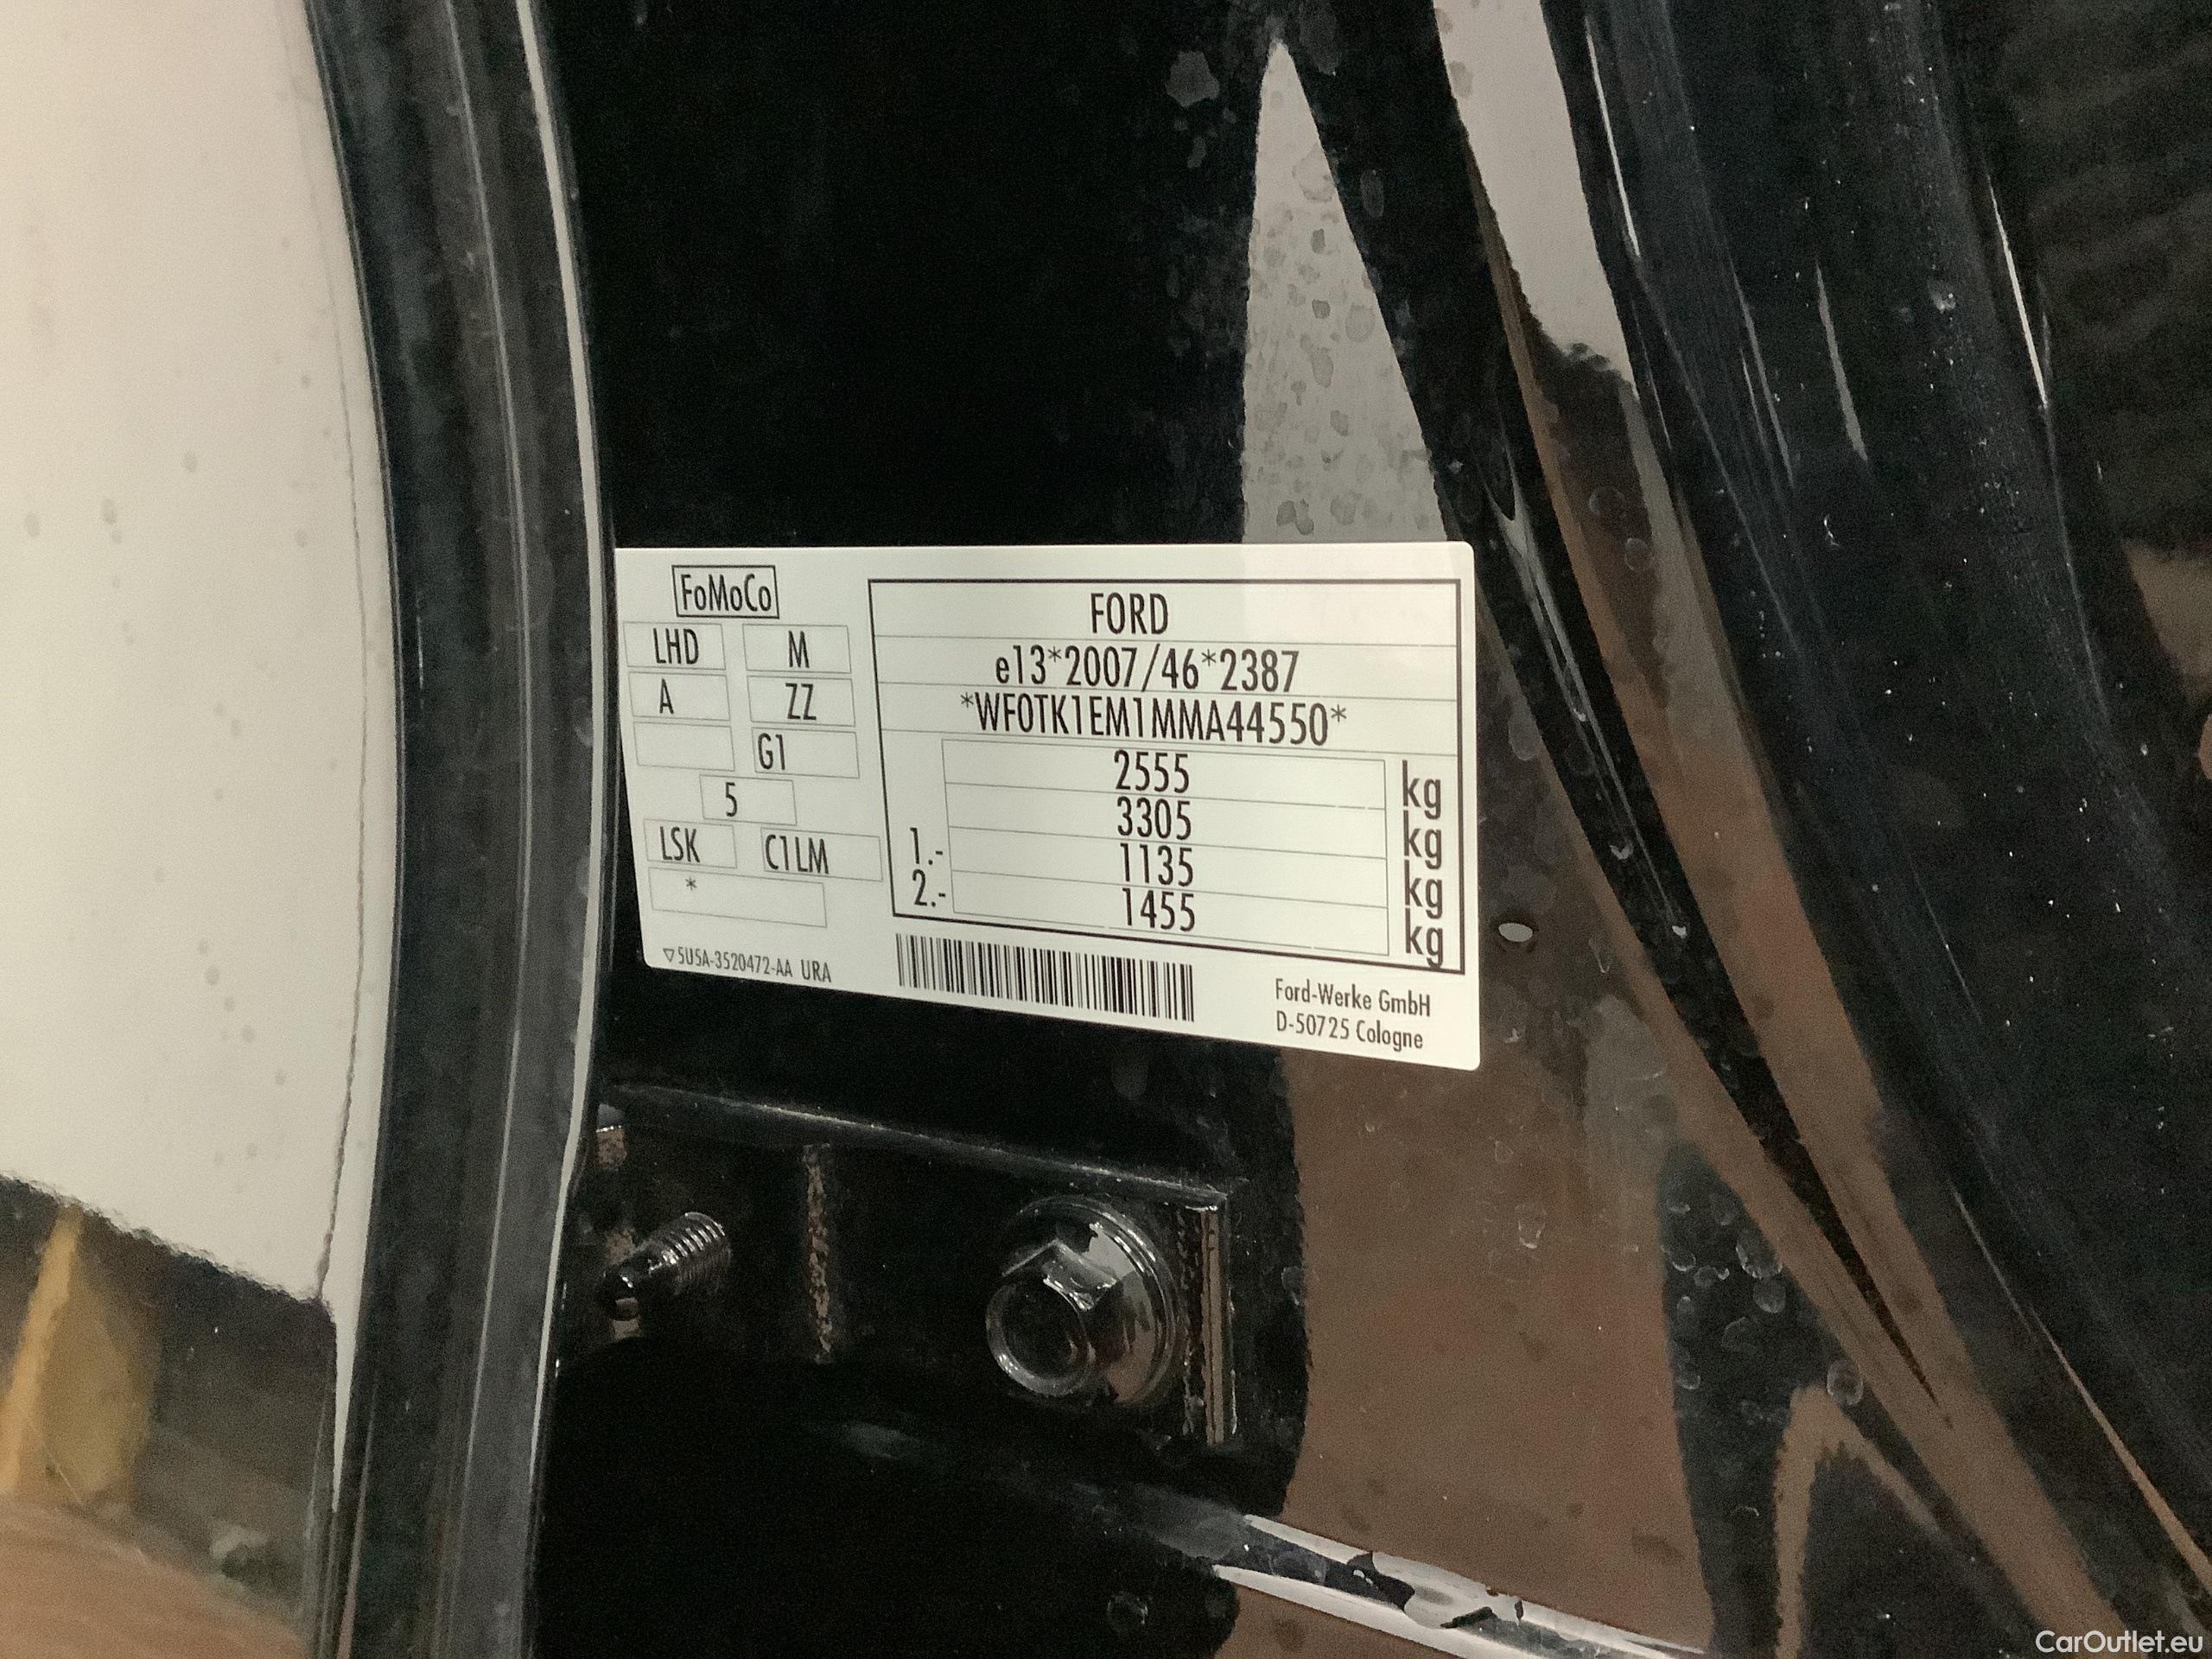 FoMoCo
LHD M
A ZZ
G1
5
LSK C1LM
*
▽5U5A-3520472-AA URA
FORD
e13*2007/46*2387
*WF0TK1EM1MMA44550*
2555 kg
3305 kg
1.- 1135 kg
2.- 1455 kg
Ford-Werke GmbH
D-50725 Cologne
CarOutlet.eu